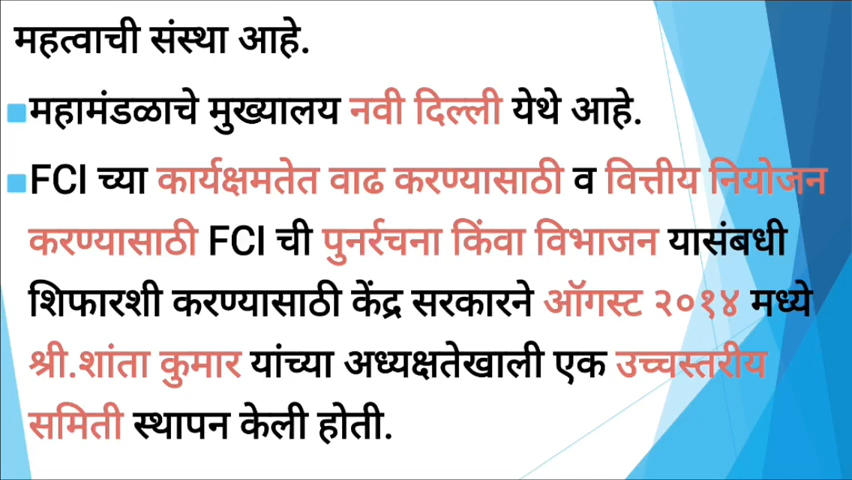 महत्वाची संस्था आहे.
महामंडळाचे मुख्यालय नवी दिल्ली येथे आहे.
FCI च्या कार्यक्षमतेत वाढ करण्यासाठी व वित्तीय नियोजन
करण्यासाठी FCI ची पुनर्रचना किंवा विभाजन यासंबधी
शिफारशी करण्यासाठी केंद्र सरकारने ऑगस्ट २०१४ मध्ये
श्री.शांता कुमार यांच्या अध्यक्षतेखाली एक उच्चस्तरीय
समिती स्थापन केली होती.